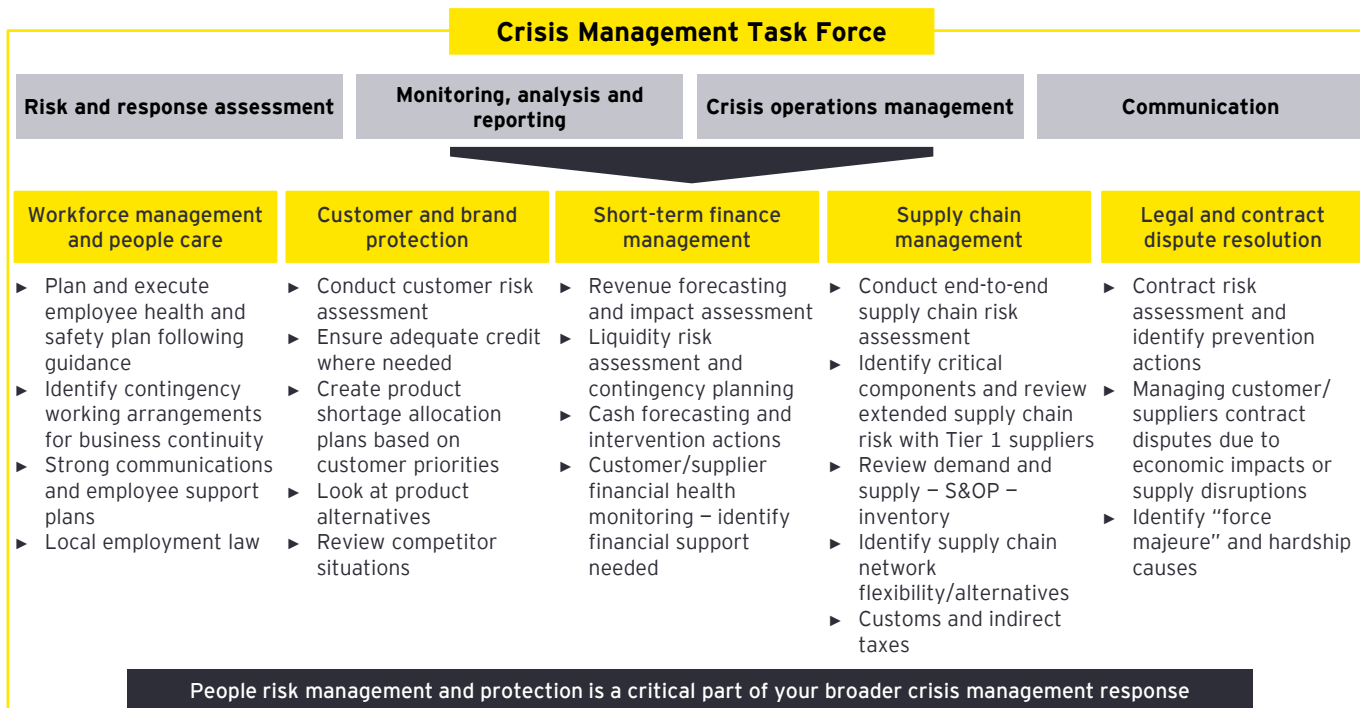 Crisis Management Task Force
Risk and response assessment
Monitoring, analysis and
reporting
Crisis operations management
Communication
Workforce management
and people care
► Plan and execute
employee health and
safety plan following
guidance
► Identify contingency
working arrangements
for business continuity
► Strong communications
and employee support
plans
► Local employment law
Customer and brand
protection
► Conduct customer risk
assessment
► Ensure adequate credit
where needed
► Create product
shortage allocation
plans based on
customer priorities
► Look at product
alternatives
► Review competitor
situations
Short-term finance
management
► Revenue forecasting
and impact assessment
► Liquidity risk
assessment and
contingency planning
► Cash forecasting and
intervention actions
► Customer/supplier
financial health
monitoring — identify
financial support
needed
Supply chain
management
► Conduct end-to-end
supply chain risk
assessment
► Identify critical
components and review
extended supply chain
risk with Tier 1 suppliers
► Review demand and
supply — S&OP —
inventory
► Identify supply chain
network
flexibility/alternatives
► Customs and indirect
taxes
Legal and contract
dispute resolution
► Contract risk
assessment and
identify prevention
actions
► Managing customer/
suppliers contract
disputes due to
economic impacts or
supply disruptions
► Identify “force
majeure” and hardship
causes
People risk management and protection is a critical part of your broader crisis management response